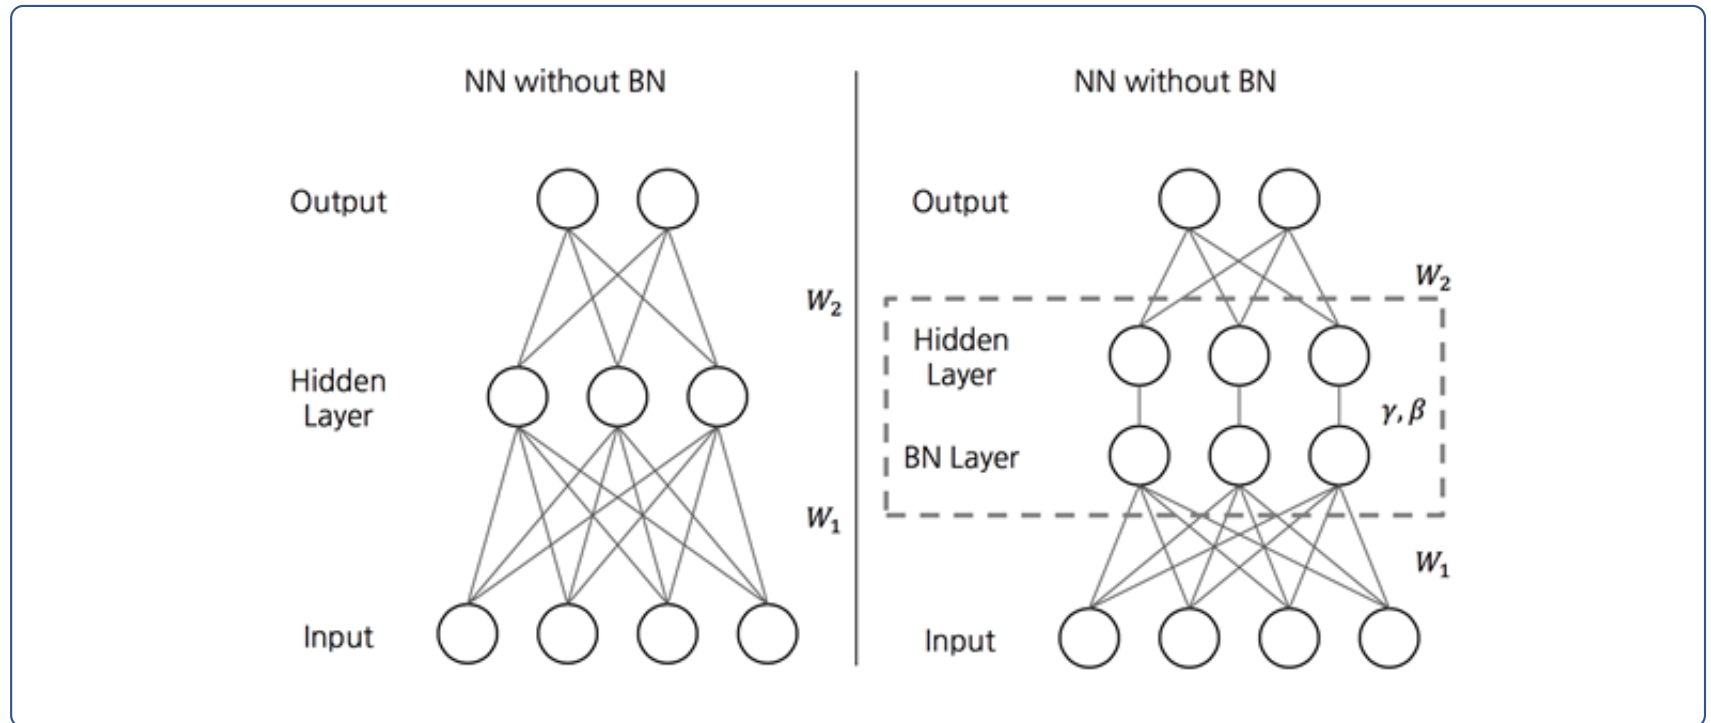 NN without BN
Output
W₂
Hidden
Layer
W₁
Input
NN without BN
Output
W₂
Hidden
Layer
γ, β
BN Layer
W₁
Input